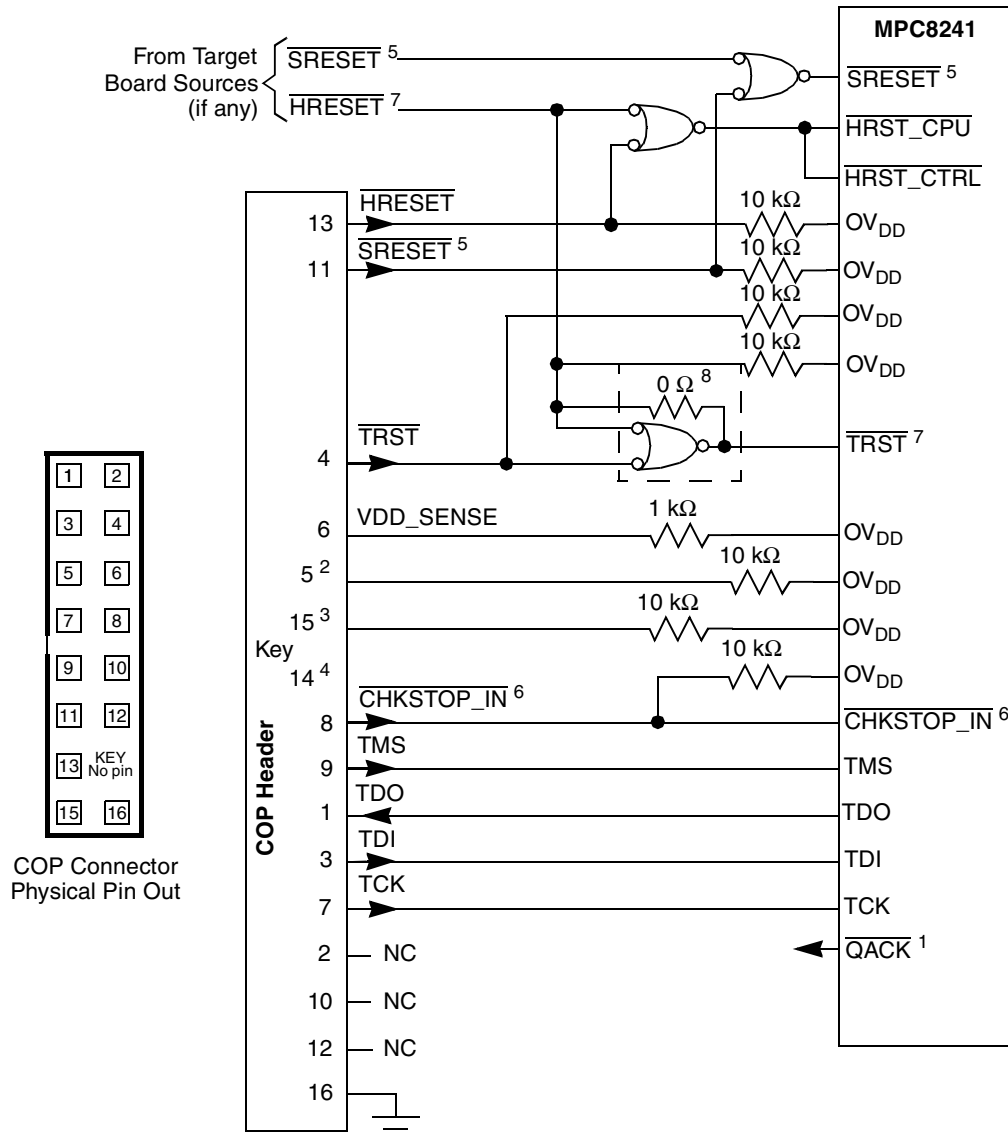 MPC8241
From Target
Board Sources
(if any)
SRESET 5
HRESET 7
SRESET 5
HRST_CPU
HRST_CTRL
13 HRESET 10 kΩ OVDD
11 SRESET 5 10 kΩ OVDD
10 kΩ OVDD
10 kΩ OVDD
0 Ω 8
4 TRST TRST 7
6 VDD_SENSE 1 kΩ OVDD
5 2 10 kΩ OVDD
15 3 10 kΩ OVDD
Key
14 4 10 kΩ OVDD
8 CHKSTOP_IN 6 CHKSTOP_IN 6
9 TMS TMS
1 TDO TDO
3 TDI TDI
7 TCK TCK
QACK 1
2 NC
10 NC
12 NC
16
COP Header
1 2
3 4
5 6
7 8
9 10
11 12
13 KEY
No pin
15 16
COP Connector
Physical Pin Out